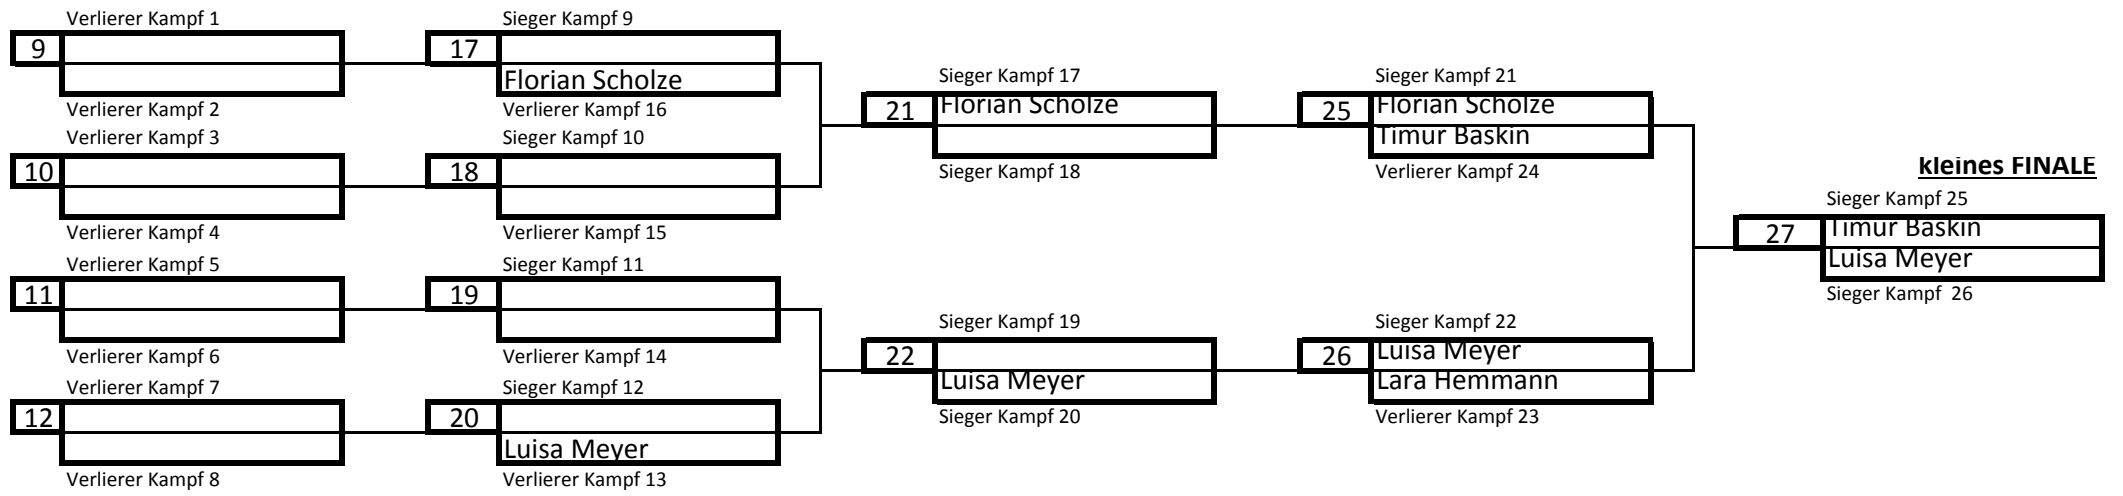 Verlierer Kampf 1
9
Verlierer Kampf 2
Verlierer Kampf 3
10
Verlierer Kampf 4
Verlierer Kampf 5
11
Verlierer Kampf 6
Verlierer Kampf 7
12
Verlierer Kampf 8
Sieger Kampf 9
17
Florian Scholze
Verlierer Kampf 16
Sieger Kampf 10
18
Verlierer Kampf 15
Sieger Kampf 11
19
Verlierer Kampf 14
Sieger Kampf 12
20
Luisa Meyer
Verlierer Kampf 13
Sieger Kampf 17
21
Florian Scholze
Sieger Kampf 18
Sieger Kampf 19
22
Luisa Meyer
Sieger Kampf 20
Sieger Kampf 21
25
Florian Scholze
Timur Baskin
Verlierer Kampf 24
Sieger Kampf 22
26
Luisa Meyer
Lara Hemmann
Verlierer Kampf 23
kleines FINALE
Sieger Kampf 25
27
Timur Baskin
Luisa Meyer
Sieger Kampf 26